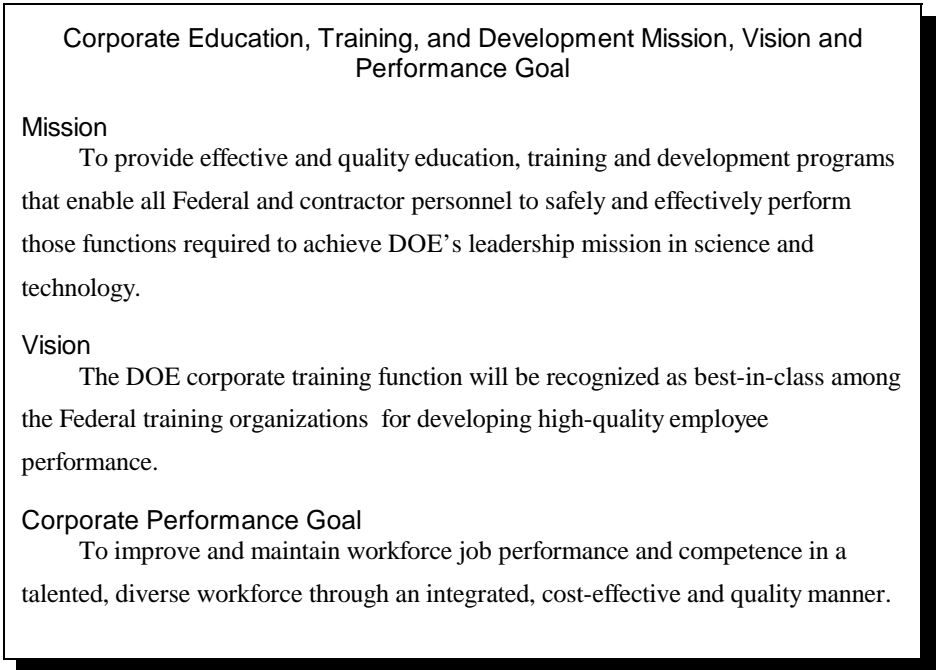 Corporate Education, Training, and Development Mission, Vision and
Performance Goal
Mission
To provide effective and quality education, training and development programs
that enable all Federal and contractor personnel to safely and effectively perform
those functions required to achieve DOE’s leadership mission in science and
technology.
Vision
The DOE corporate training function will be recognized as best-in-class among
the Federal training organizations  for developing high-quality employee
performance.
Corporate Performance Goal
To improve and maintain workforce job performance and competence in a
talented, diverse workforce through an integrated, cost-effective and quality manner.